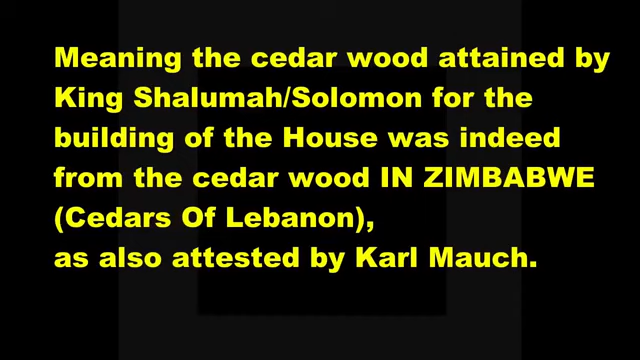 Meaning the cedar wood attained by
King Shalumah/Solomon for the
building of the House was indeed
from the cedar wood IN ZIMBABWE
(Cedars Of Lebanon),
as also attested by Karl Mauch.